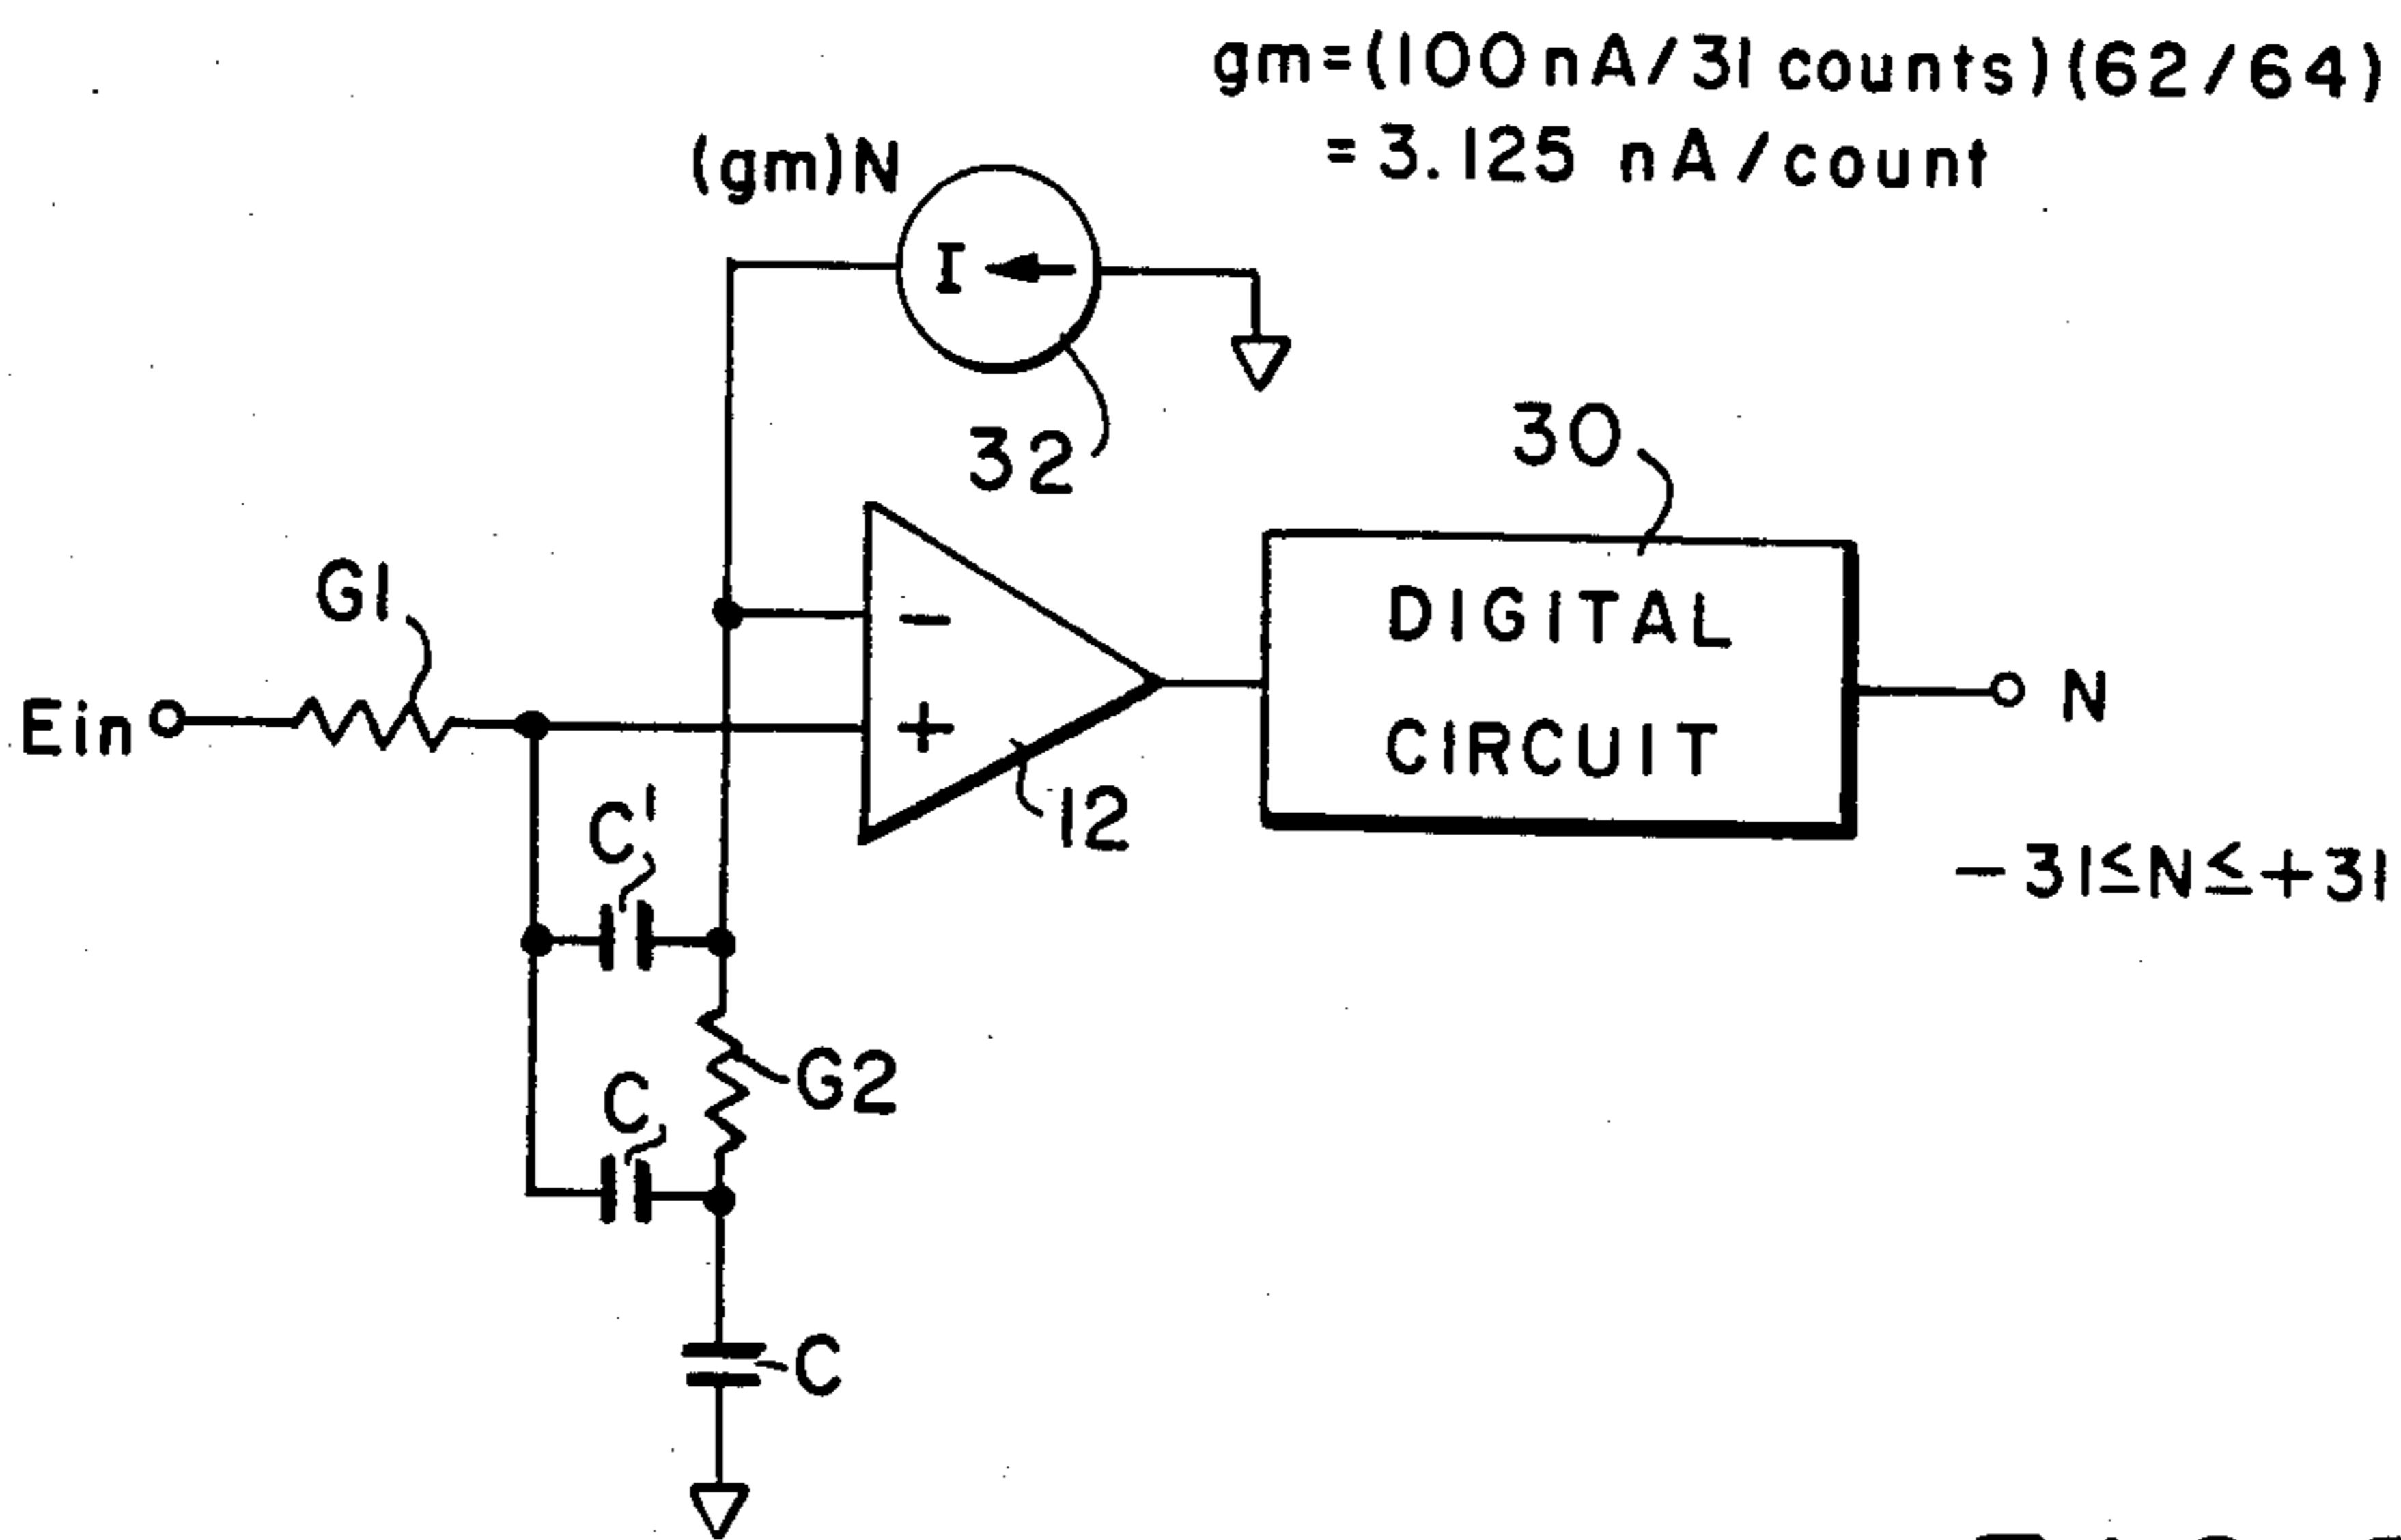 gm=(100nA/31 counts)(62/64)
=3.125 nA/count
(gm)N
I
32
30
G1
DIGITAL
CIRCUIT
-
+
Ein
N
12
C'
-31≤N≤+31
G2
C
C